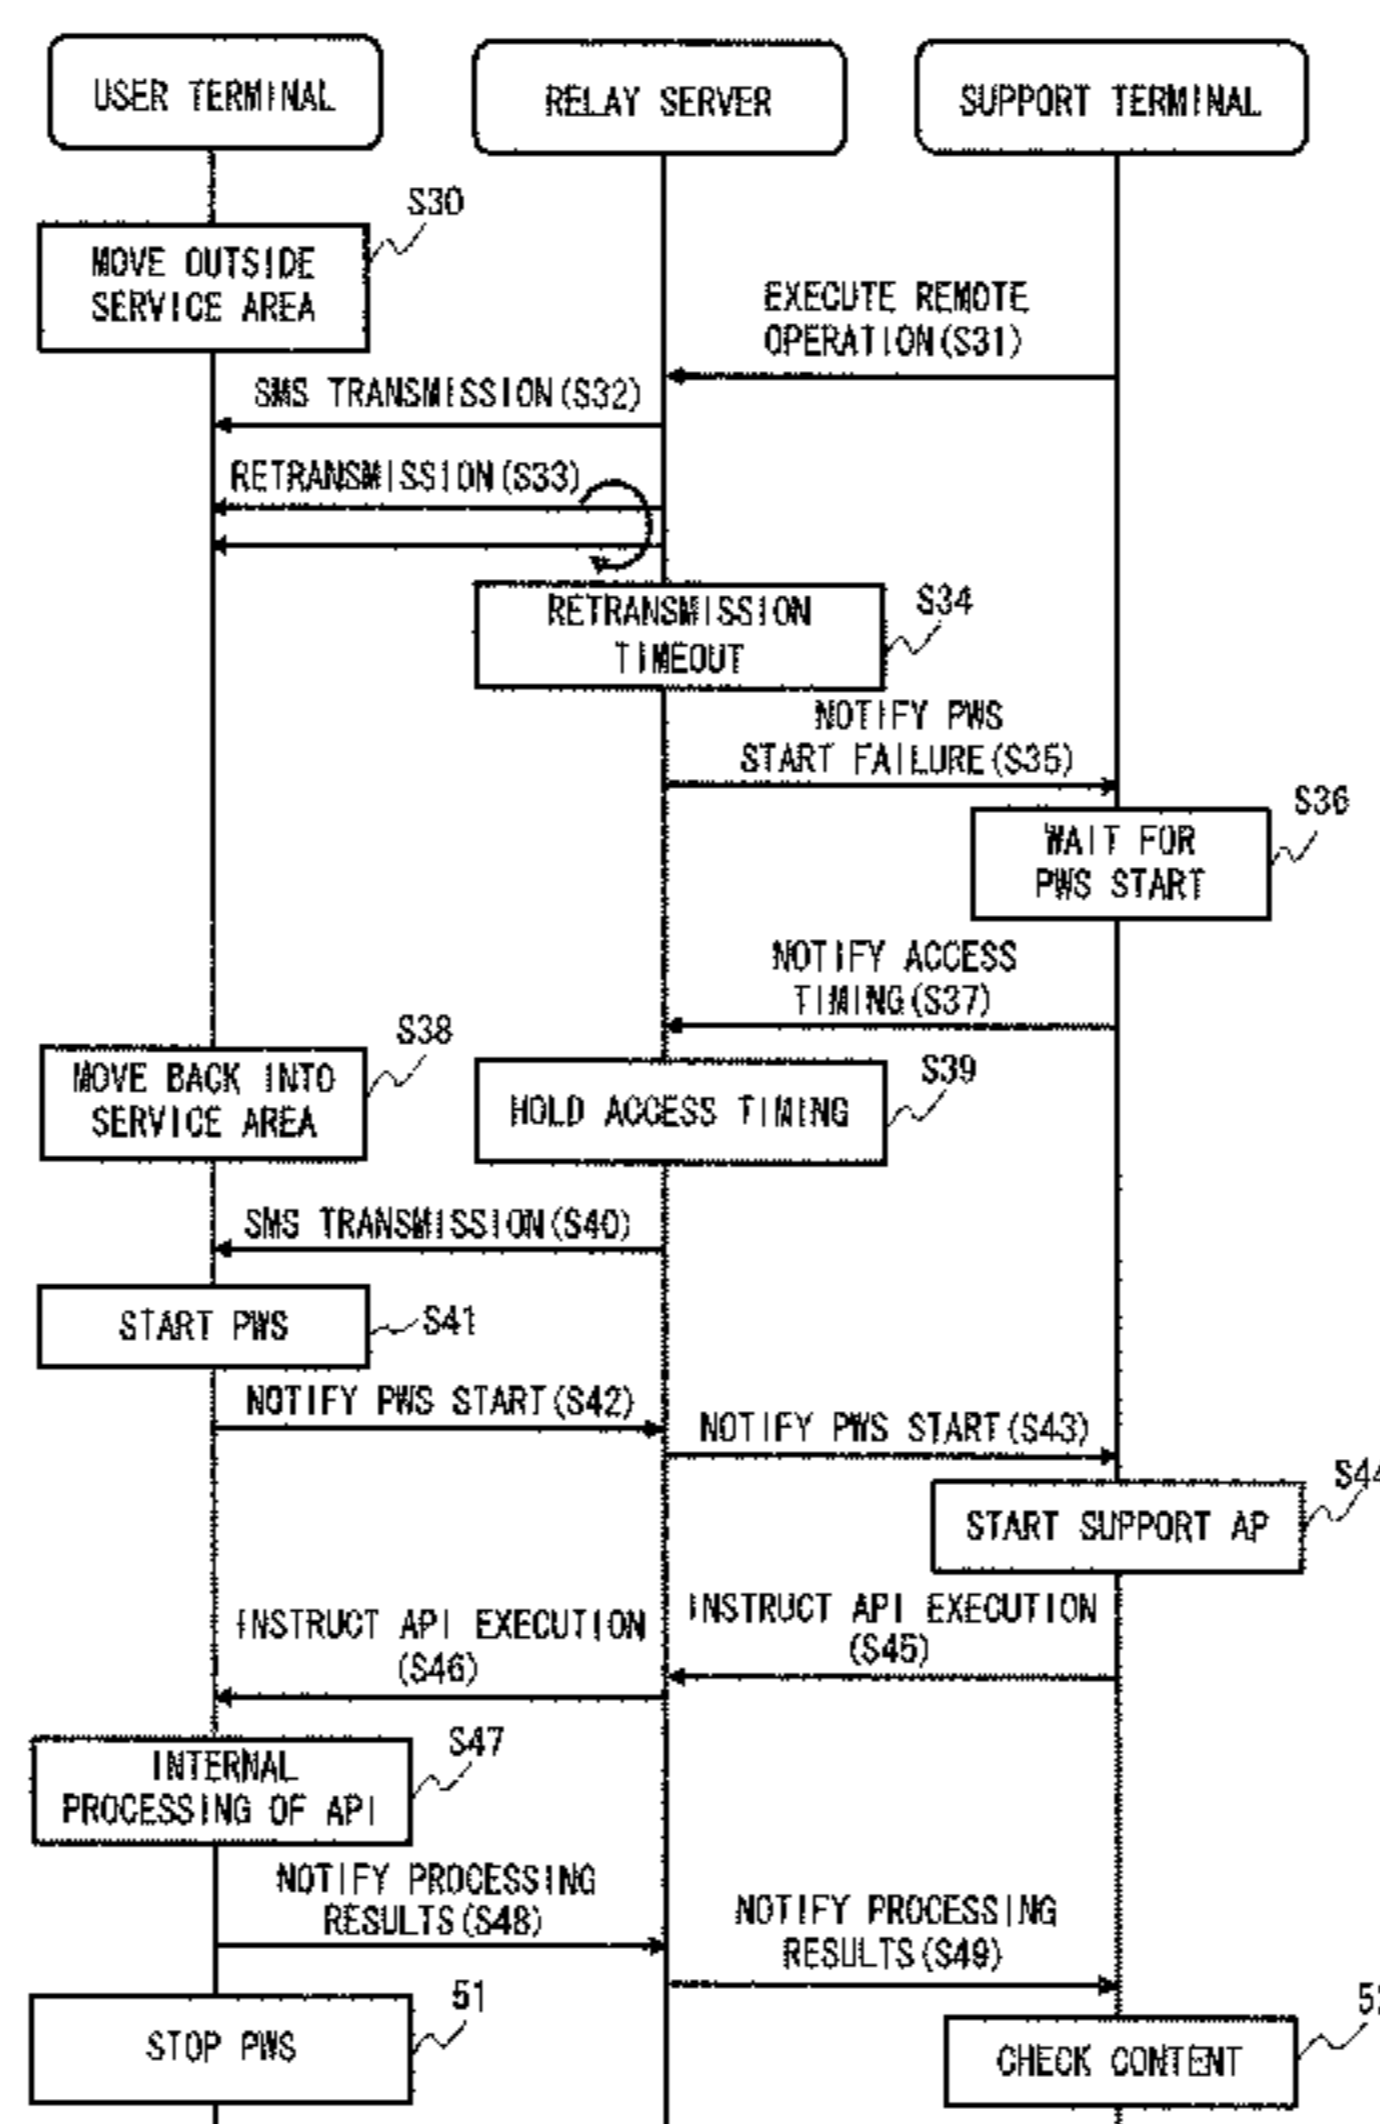 USER TERMINAL
RELAY SERVER
SUPPORT TERMINAL
S30
MOVE OUTSIDE
SERVICE AREA
EXECUTE REMOTE
OPERATION(S31)
SMS TRANSMISSION(S32)
RETRANSMISSION(S33)
RETRANSMISSION
TIMEOUT
S34
NOTIFY PWS
START FAILURE(S35)
S36
WAIT FOR
PWS START
NOTIFY ACCESS
TIMING(S37)
S38
MOVE BACK INTO
SERVICE AREA
S39
HOLD ACCESS TIMING
SMS TRANSMISSION(S40)
START PWS
S41
NOTIFY PWS START(S42)
NOTIFY PWS START(S43)
S44
START SUPPORT AP
INSTRUCT API EXECUTION
(S45)
INSTRUCT API EXECUTION
(S46)
S47
INTERNAL
PROCESSING OF API
NOTIFY PROCESSING
RESULTS(S48)
NOTIFY PROCESSING
RESULTS(S49)
51
STOP PWS
CHECK CONTENT